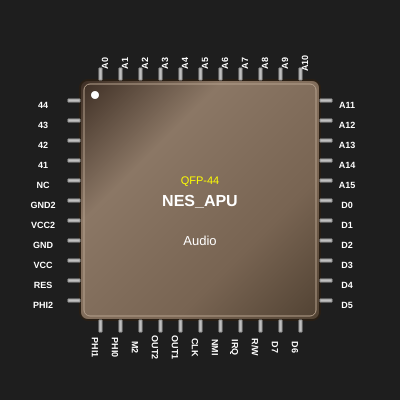 A0 A1 A2 A3 A4 A5 A6 A7 A8 A9 A10
44 A11
43 A12
42 A13
41 A14
NC A15
GND2 D0
VCC2 D1
GND D2
VCC D3
RES D4
PHI2 D5
QFP-44
NES_APU
Audio
PHI1 PHI0 M2 OUT2 OUT1 CLK NMI IRQ R/W D7 D6